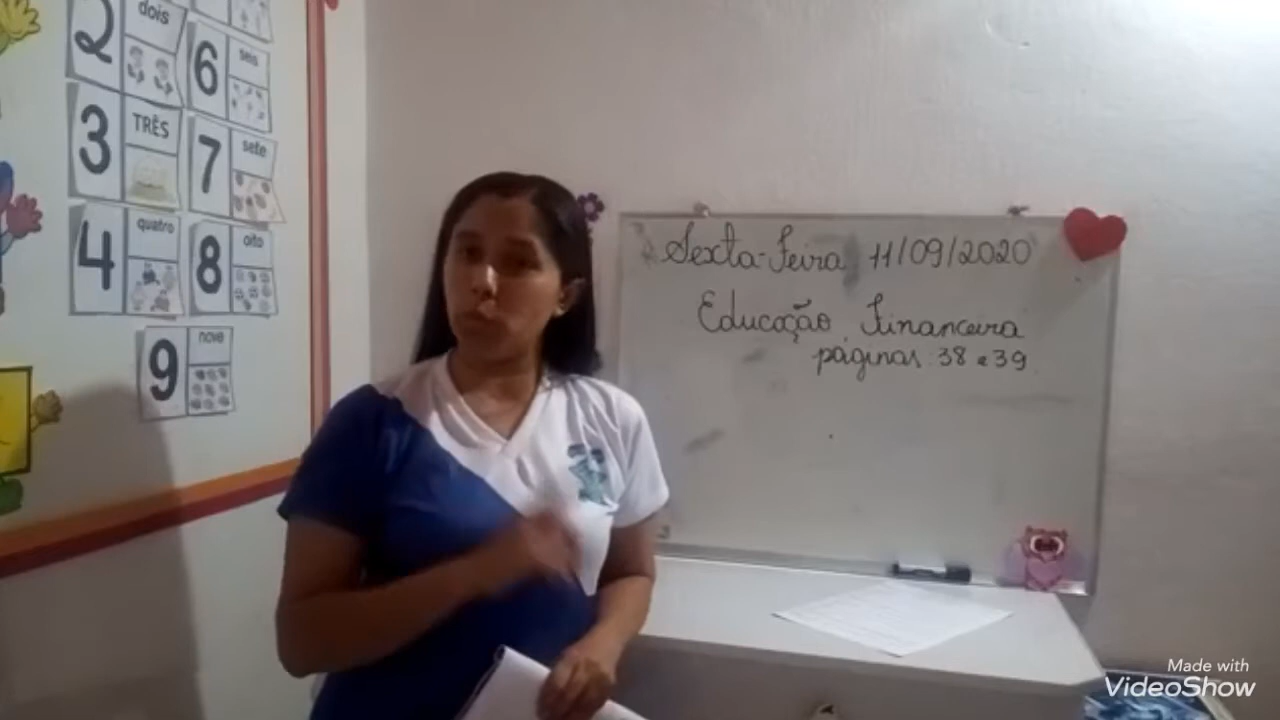 2 dois
6 seis
3 TRÊS
7 sete
4 quatro
8 oito
9 nove
Sexta-Feira 11/09/2020
Educação Financeira
páginas: 38 e 39
Made with
VideoShow